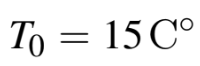 T₀ = 15 C°